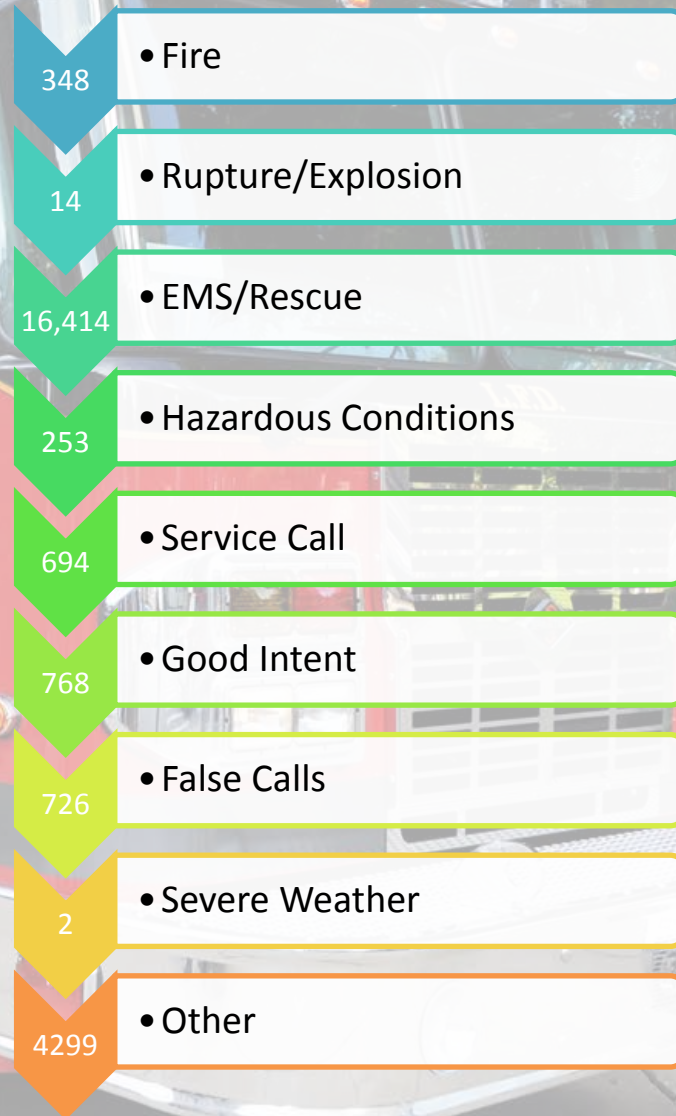 348
• Fire
14
• Rupture/Explosion
16,414
• EMS/Rescue
253
• Hazardous Conditions
L.F.D.
694
• Service Call
768
• Good Intent
726
• False Calls
2
• Severe Weather
4299
• Other